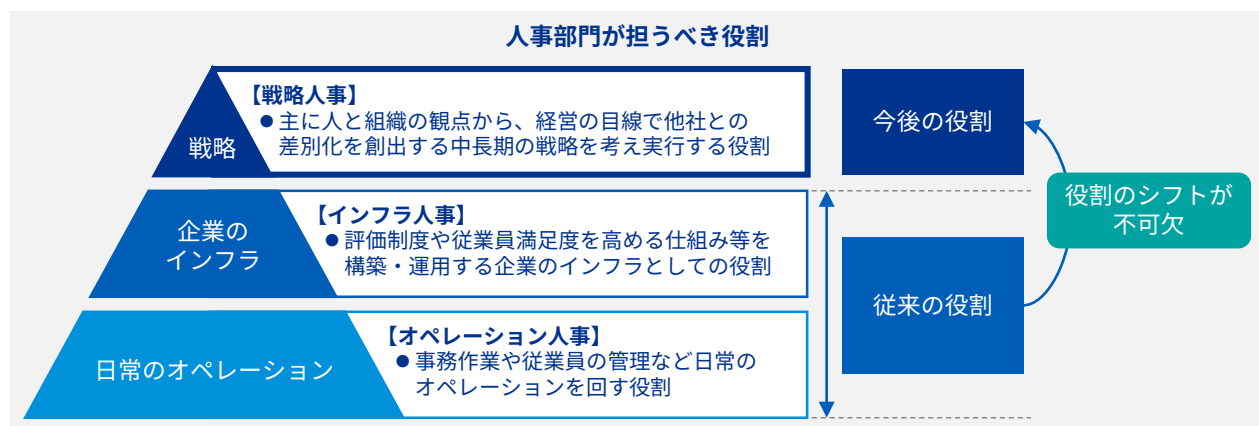 人事部門が担うべき役割
戦略
【戦略人事】
●主に人と組織の観点から、経営の目線で他社との
差別化を創出する中長期の戦略を考え実行する役割
今後の役割
企業の
インフラ
【インフラ人事】
●評価制度や従業員満足度を高める仕組み等を
構築・運用する企業のインフラとしての役割
役割のシフトが
不可欠
従来の役割
日常のオペレーション
【オペレーション人事】
●事務作業や従業員の管理など日常の
オペレーションを回す役割